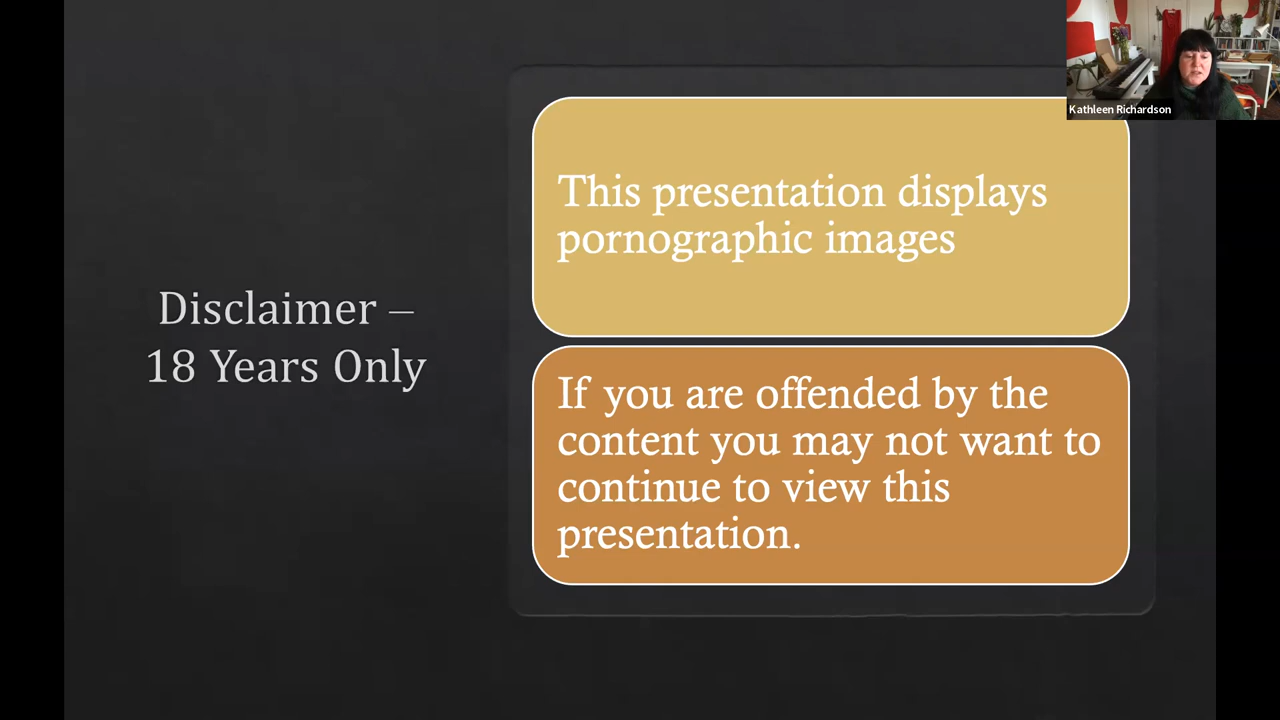 Disclaimer –
18 Years Only
This presentation displays
pornographic images
If you are offended by the
content you may not want to
continue to view this
presentation.
Kathleen Richardson